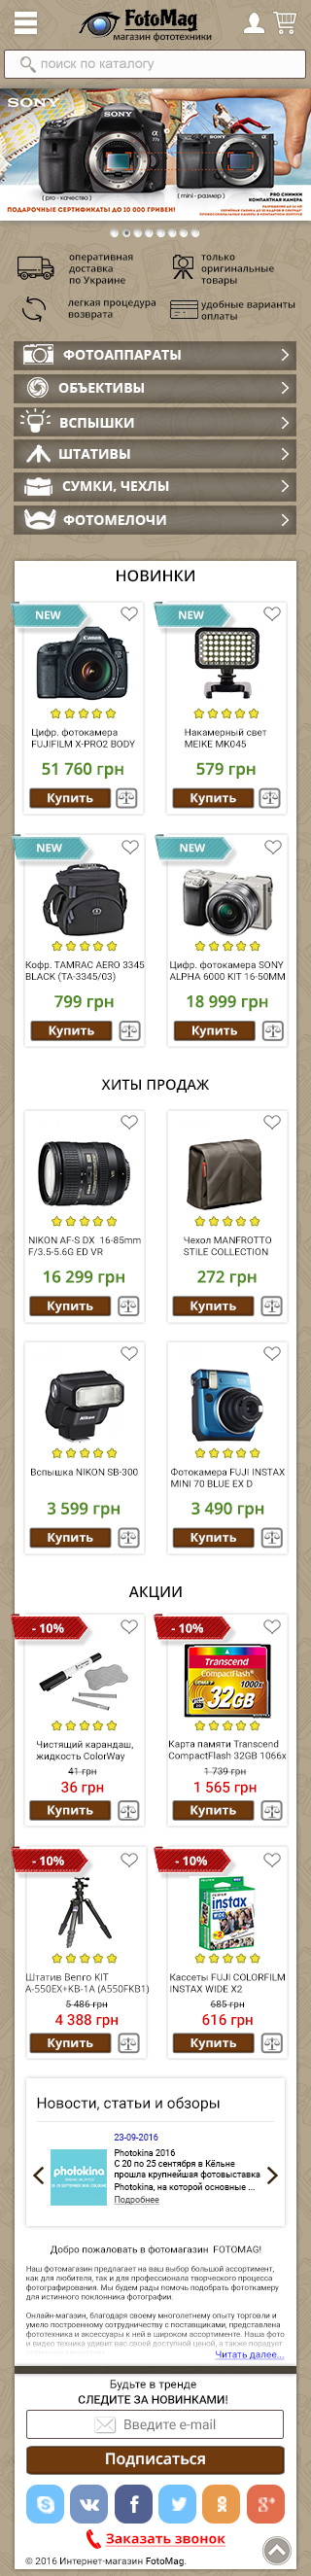 FotoMag
магазин фототехники
поиск по каталогу
SONY
SONY
( pro - качество )
( mini - размер )
ПОДАРОЧНЫЕ СЕРТИФИКАТЫ ДО 10 000 ГРИВЕН!
оперативная
доставка
по Украине
только
оригинальные
товары
легкая процедура
возврата
удобные варианты
оплаты
ФОТОАППАРАТЫ
ОБЪЕКТИВЫ
ВСПЫШКИ
ШТАТИВЫ
СУМКИ, ЧЕХЛЫ
ФОТОМЕЛОЧИ
НОВИНКИ
NEW
Цифр. фотокамера
FUJIFILM X-PRO2 BODY
51 760 грн
Купить
NEW
Накамерный свет
MEIKE MK045
579 грн
Купить
NEW
Кофр. TAMRAC AERO 3345
BLACK (TA-3345/03)
799 грн
Купить
NEW
Цифр. фотокамера SONY
ALPHA 6000 KIT 16-50MM
18 999 грн
Купить
ХИТЫ ПРОДАЖ
NIKON AF-S DX 16-85mm
F/3.5-5.6G ED VR
16 299 грн
Купить
Чехол MANFROTTO
STILE COLLECTION
272 грн
Купить
Вспышка NIKON SB-300
3 599 грн
Купить
Фотокамера FUJI INSTAX
MINI 70 BLUE EX D
3 490 грн
Купить
АКЦИИ
- 10%
Чистящий карандаш,
жидкость ColorWay
41 грн
36 грн
Купить
- 10%
Transcend
CompactFlash
1000x
32GB
Карта памяти Transcend
CompactFlash 32GB 1066x
1 739 грн
1 565 грн
Купить
- 10%
Штатив Benro KIT
A-550EX+KB-1A (A550FKB1)
5 486 грн
4 388 грн
Купить
- 10%
instax
Кассеты FUJI COLORFILM
INSTAX WIDE X2
685 грн
616 грн
Купить
Новости, статьи и обзоры
23-09-2016
photokina
Photokina 2016
С 20 по 25 сентября в Кёльне
прошла крупнейшая фотовыставка
Photokina, на которой основные ...
Подробнее
Добро пожаловать в фотомагазин FOTOMAG!
Наш фотомагазин предлагает на ваш выбор большой ассортимент,
как для любителя, так и для профессионала творческого процесса
фотографирования. Мы будем рады помочь подобрать фотокамеру
для истинного поклонника фотографии.
Онлайн-магазин, благодаря своему многолетнему опыту торговли и
умело построенному сотрудничеству с поставщиками, представлена
фототехника и аксессуары к ней в широком ассортименте. Наша фото
и видео техника удивит вас своей доступной ценой, а также порадует
Читать далее...
Будьте в тренде
СЛЕДИТЕ ЗА НОВИНКАМИ!
Введите e-mail
Подписаться
Заказать звонок
© 2016 Интернет-магазин FotoMag.